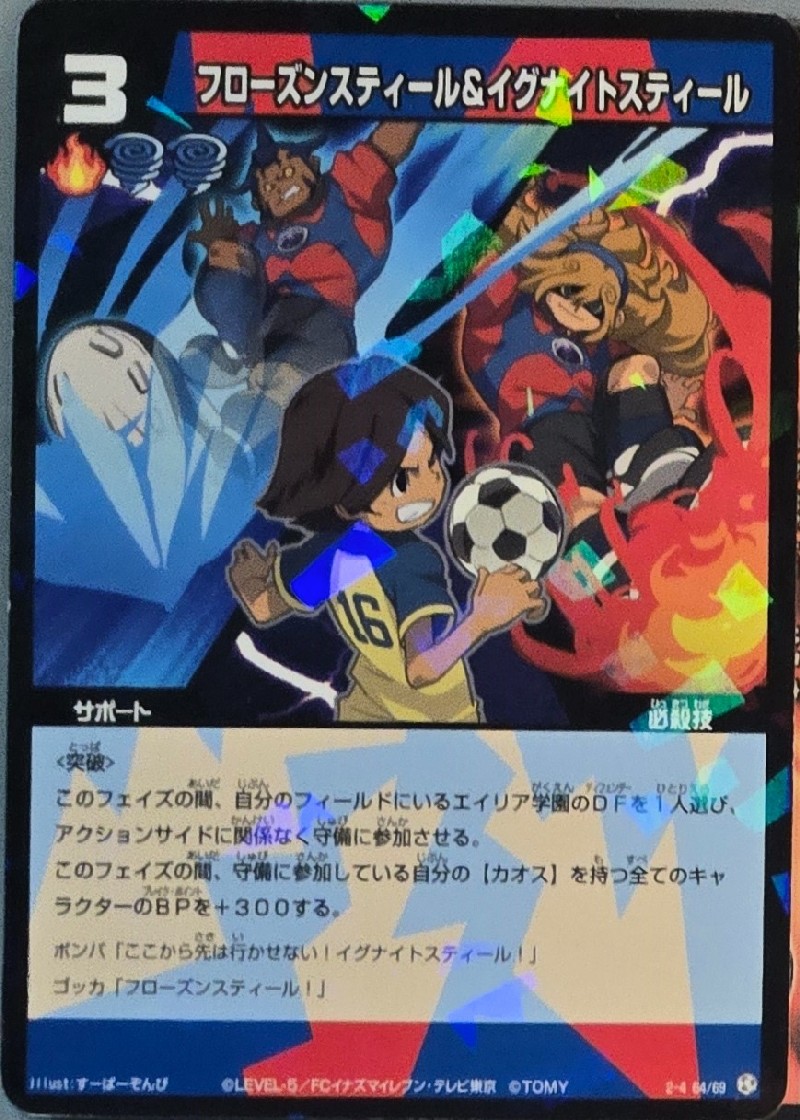 3
フローズンスティール&イグナイトスティール
16
サポート
必殺技
<突破>
このフェイズの間、自分のフィールドにいるエイリア学園のDFを1人選び、
アクションサイドに関係なく守備に参加させる。
このフェイズの間、守備に参加している自分の【カオス】を持つ全てのキャ
ラクターのBPを+300する。
ボンバ「ここから先は行かせない!イグナイトスティール!」
ゴッカ「フローズンスティール!」
Illust:すーぱーぞんび
©LEVEL-5/FCイナズマイレブン・テレビ東京 ©TOMY
2-4 64/69